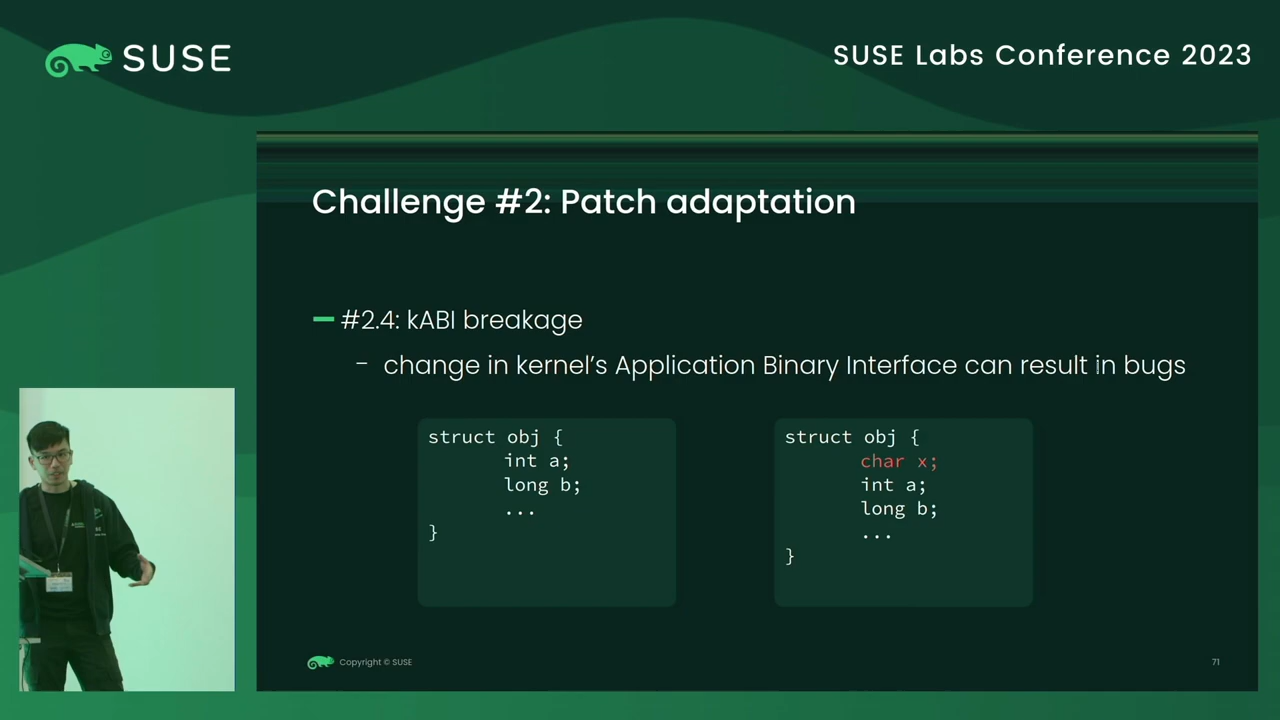 SUSE
SUSE Labs Conference 2023
Challenge #2: Patch adaptation
#2.4: kABI breakage
- change in kernel's Application Binary Interface can result in bugs
struct obj {
int a;
long b;
...
}
struct obj {
char x;
int a;
long b;
...
}
Copyright © SUSE
71